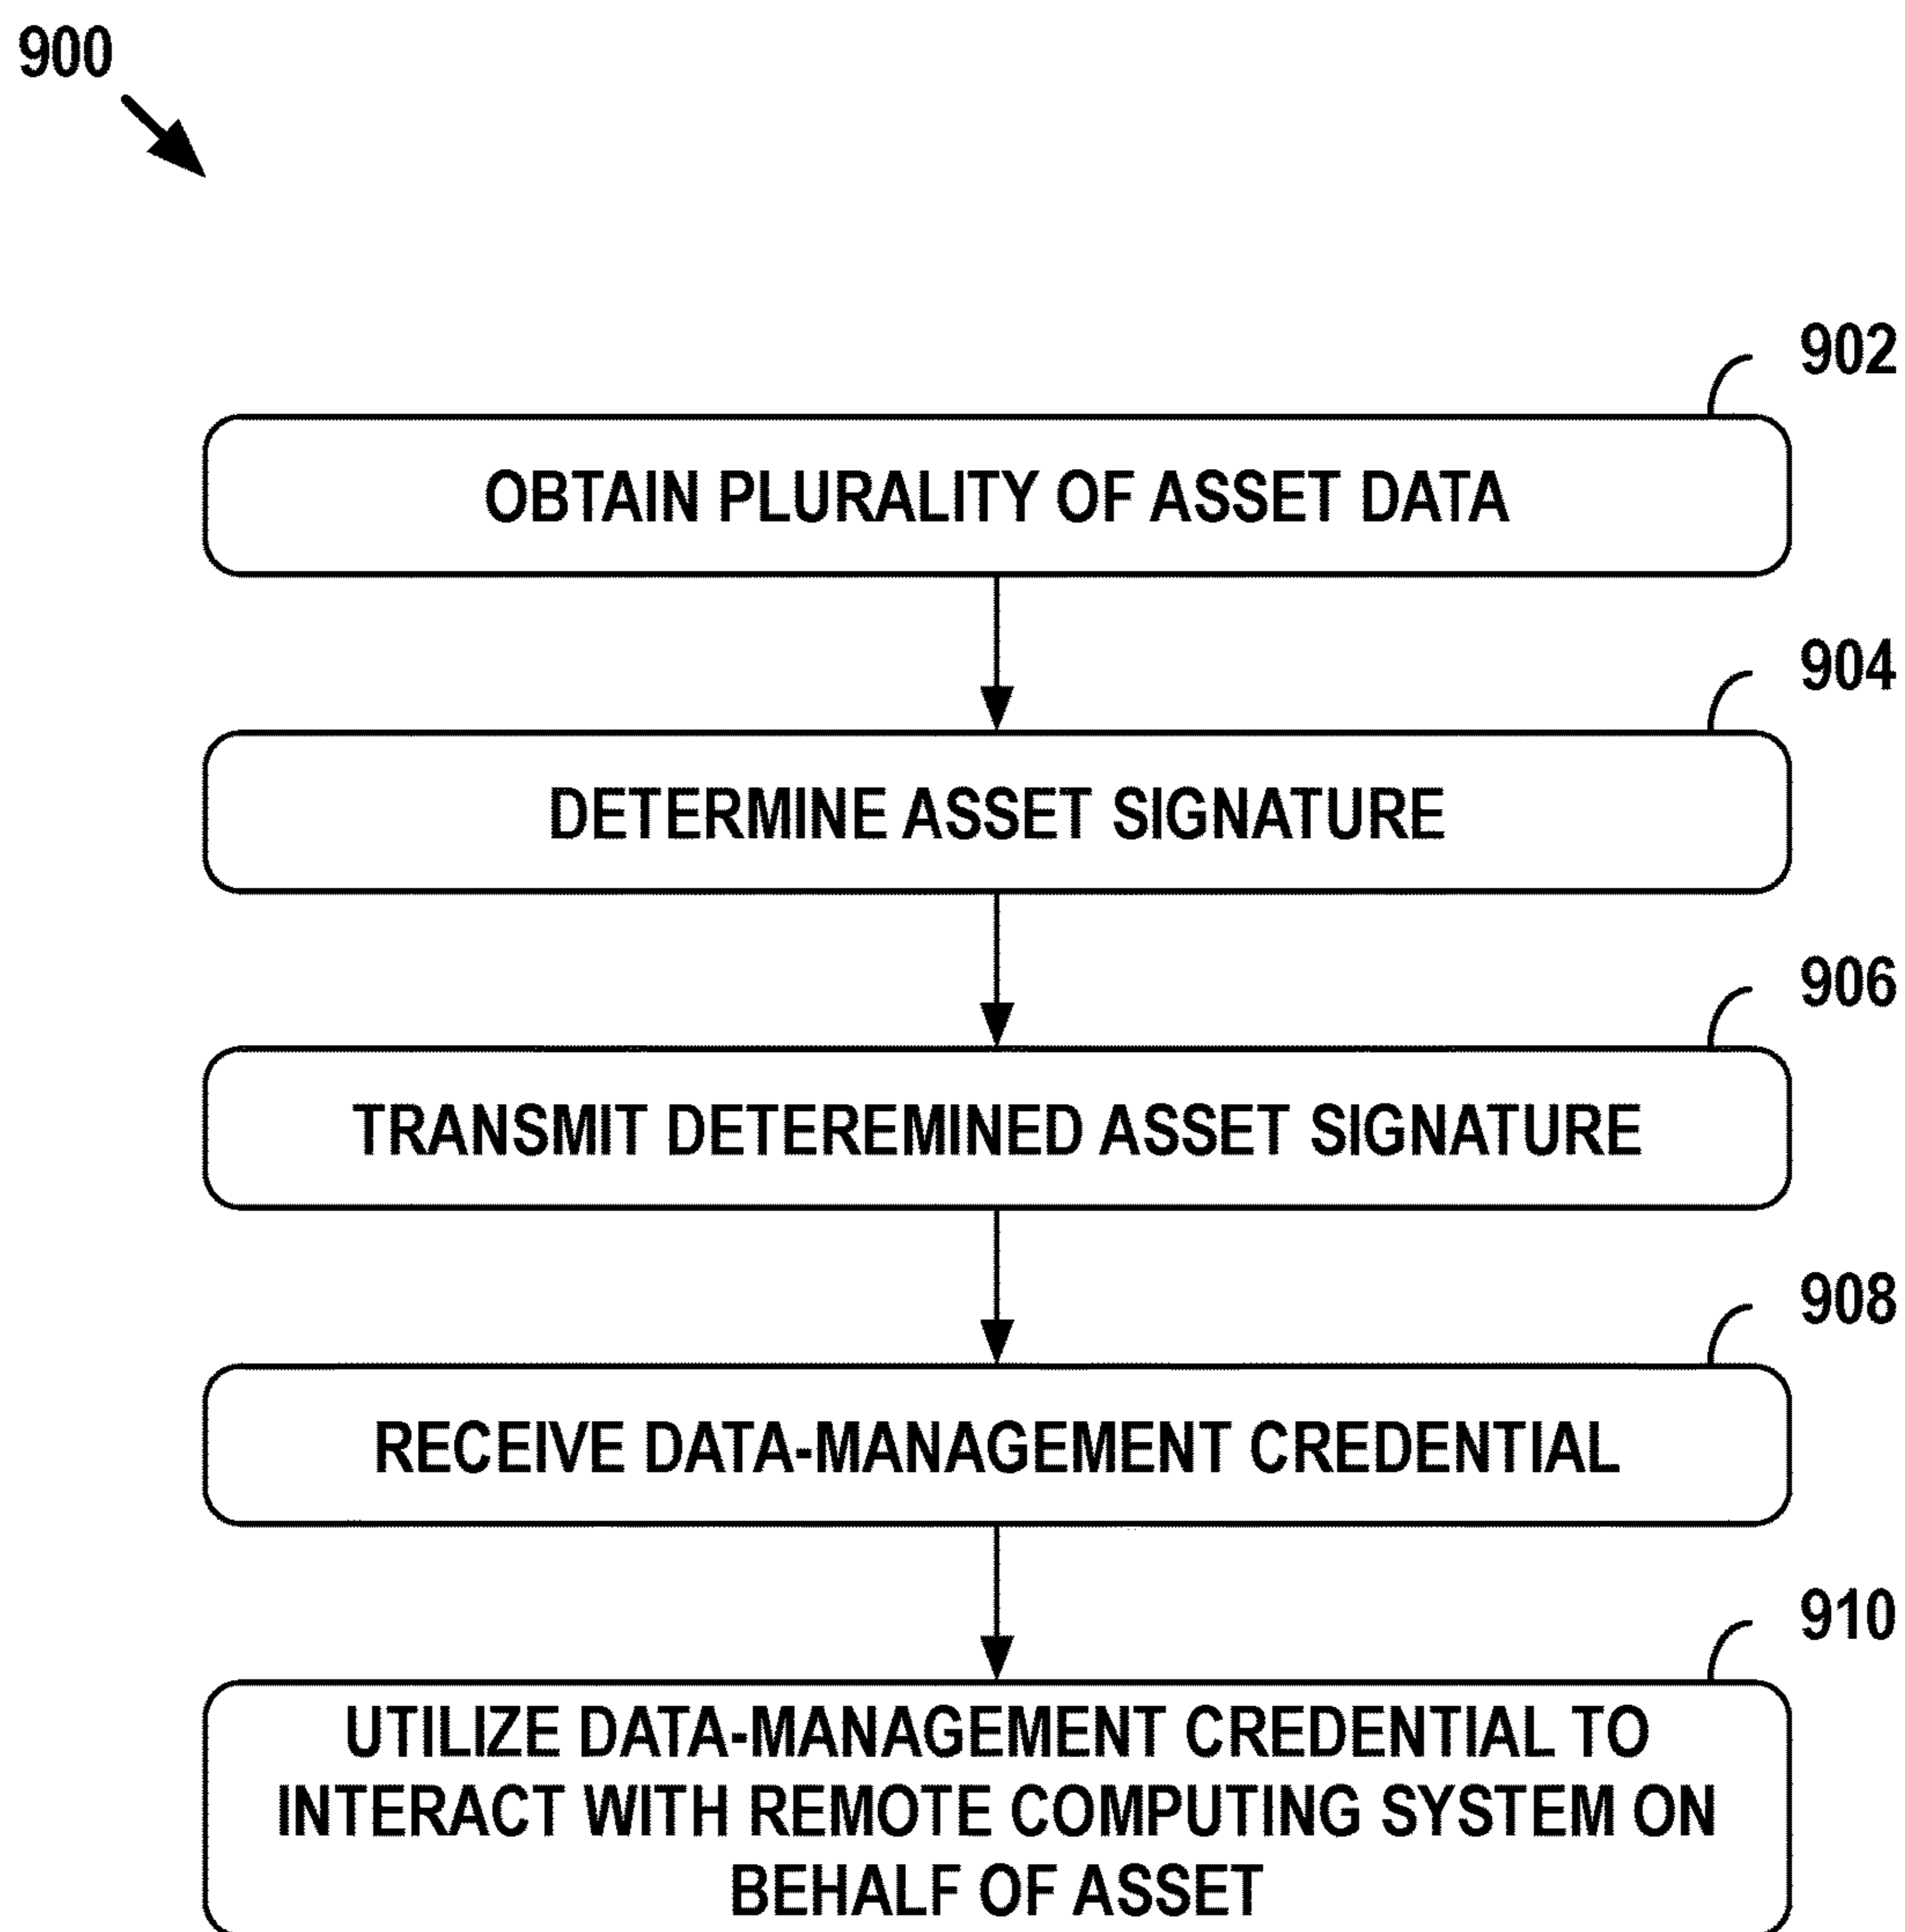 900
902
OBTAIN PLURALITY OF ASSET DATA
904
DETERMINE ASSET SIGNATURE
906
TRANSMIT DETEREMINED ASSET SIGNATURE
908
RECEIVE DATA-MANAGEMENT CREDENTIAL
910
UTILIZE DATA-MANAGEMENT CREDENTIAL TO
INTERACT WITH REMOTE COMPUTING SYSTEM ON
BEHALF OF ASSET